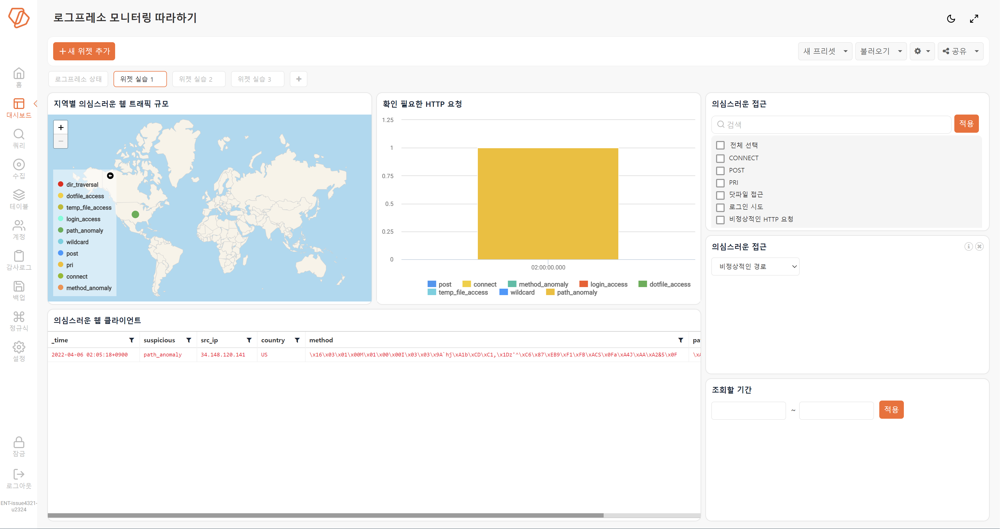 로그프레소 모니터링 따라하기
새 위젯 추가
새 프리셋
불러오기
공유
로그프레소 상태
위젯 실습 1
위젯 실습 2
위젯 실습 3
홈
대시보드
쿼리
수집
테이블
계정
감사로그
백업
정규식
설정
잠금
로그아웃
ENT-issue4321-
u2324
지역별 의심스러운 웹 트래픽 규모
+
−
dir_traversal
dotfile_access
temp_file_access
login_access
path_anomaly
wildcard
post
pri
connect
method_anomaly
확인 필요한 HTTP 요청
1.25
1
0.75
0.5
0.25
0
02:00:00.000
post connect method_anomaly login_access dotfile_access
temp_file_access wildcard path_anomaly
의심스러운 접근
검색
적용
전체 선택
CONNECT
POST
PRI
닷파일 접근
로그인 시도
비정상적인 HTTP 요청
의심스러운 접근
비정상적인 경로
조회할 기간
~
적용
의심스러운 웹 클라이언트
_time suspicious src_ip country method pa
2022-04-06 02:05:18+0900 path_anomaly 34.148.120.141 US \x16\x03\x01\x00M\x01\x00\x00I\x03\x03\x9A`hj\xA1b\xCD\xC1,\x1Dz'^\xC6\x87\xEB9\xF1\xFB\xACS\x0Fa\xA4J\xAA\xA2&5\x0F